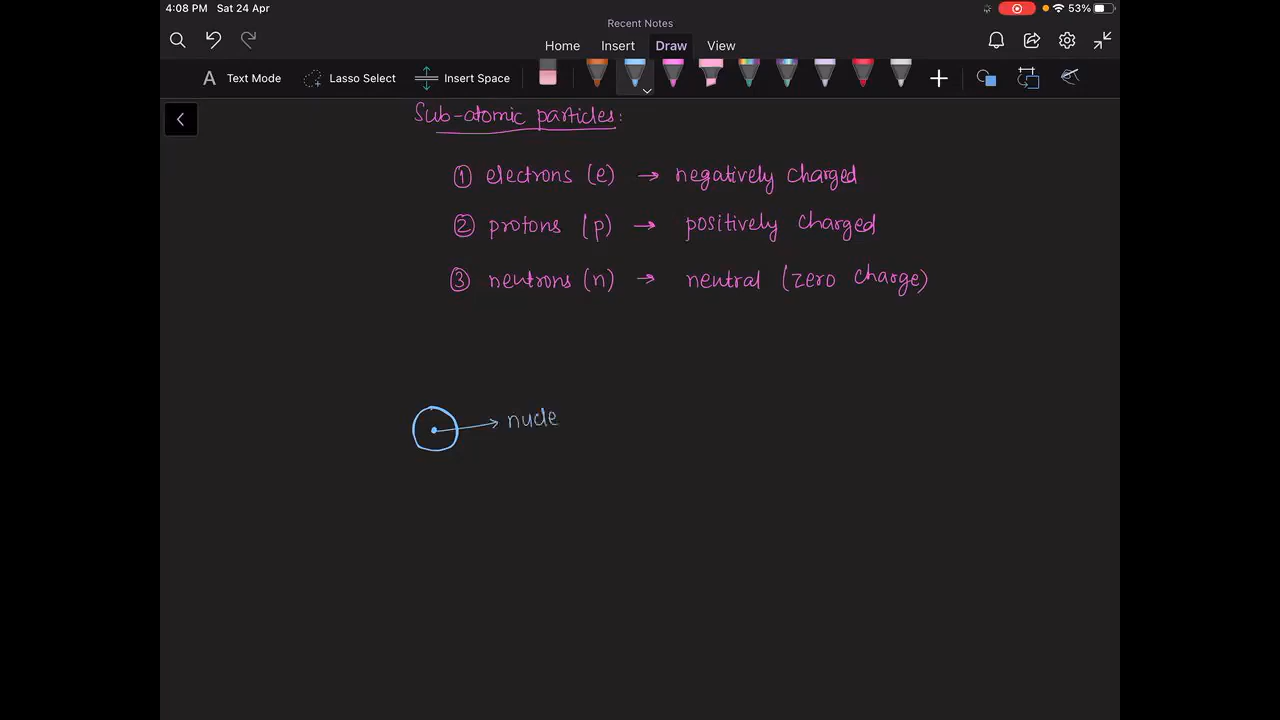 4:08 PM Sat 24 Apr
53%
Recent Notes
Home Insert Draw View
A Text Mode Lasso Select Insert Space
Sub-atomic particles:
① electrons (e) → negatively charged
② protons (p) → positively charged
③ neutrons (n) → neutral (zero charge)
→ nucle